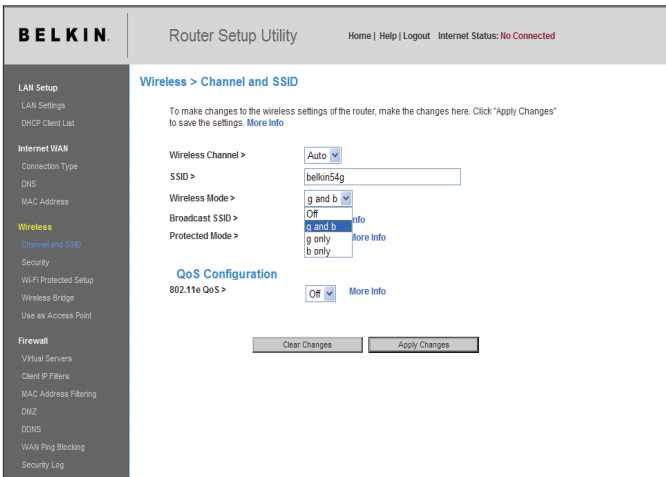 BELKIN.
Router Setup Utility
Home | Help | Logout Internet Status: No Connected
LAN Setup
LAN Settings
DHCP Client List
Internet WAN
Connection Type
DNS
MAC Address
Wireless
Channel and SSID
Security
Wi-Fi Protected Setup
Wireless Bridge
Use as Access Point
Firewall
Virtual Servers
Client IP Filters
MAC Address Filtering
DMZ
DDNS
WAN Ping Blocking
Security Log
Wireless > Channel and SSID
To make changes to the wireless settings of the router, make the changes here. Click "Apply Changes"
to save the settings. More Info
Wireless Channel > Auto
SSID > belkin54g
Wireless Mode > g and b
Off
g and b
g only
b only
Broadcast SSID > nfo
Protected Mode > More Info
QoS Configuration
802.11e QoS > Off More Info
Clear Changes Apply Changes